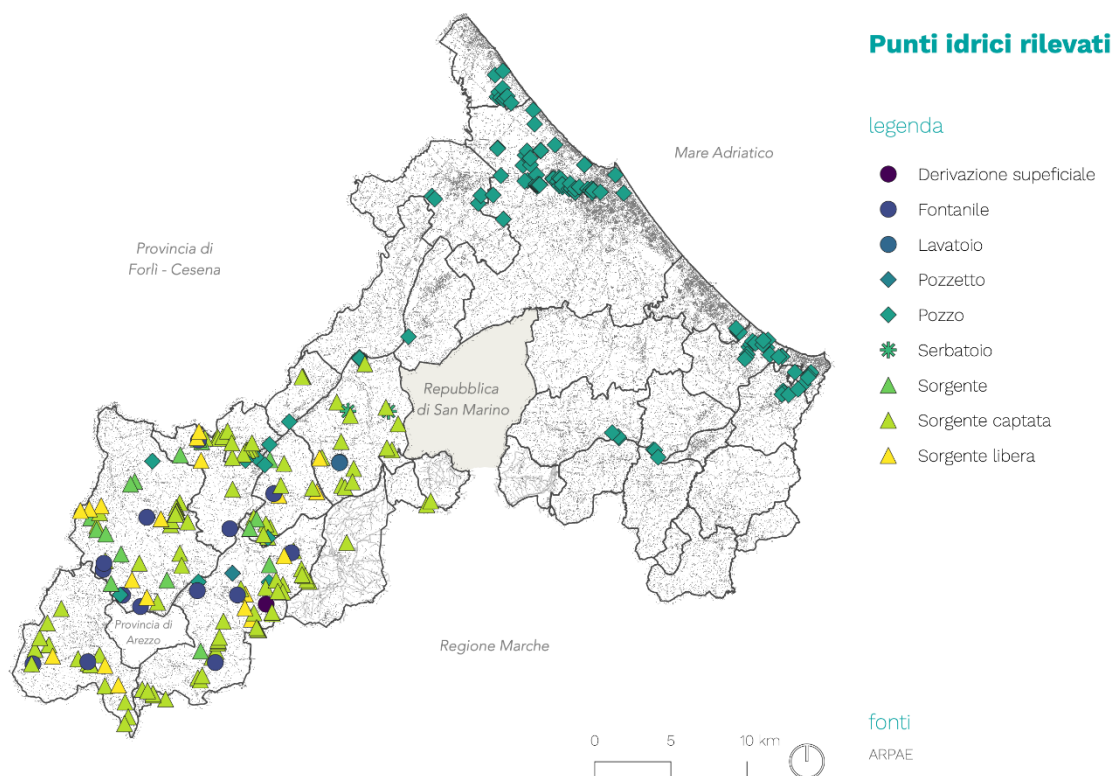 Punti idrici rilevati
legenda
Derivazione supeficiale
Fontanile
Lavatoio
Pozzetto
Pozzo
Serbatoio
Sorgente
Sorgente captata
Sorgente libera
Mare Adriatico
Provincia di
Forlì - Cesena
Repubblica
di San Marino
Provincia di
Arezzo
Regione Marche
0 5 10 km
fonti
ARPAE